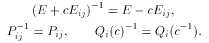 (E + cE_{ij})^{-1} = E − cE_{ij},
P_{ij}^{-1} = P_{ij}, Q_i(c)^{-1} = Q_i(c^{-1}).